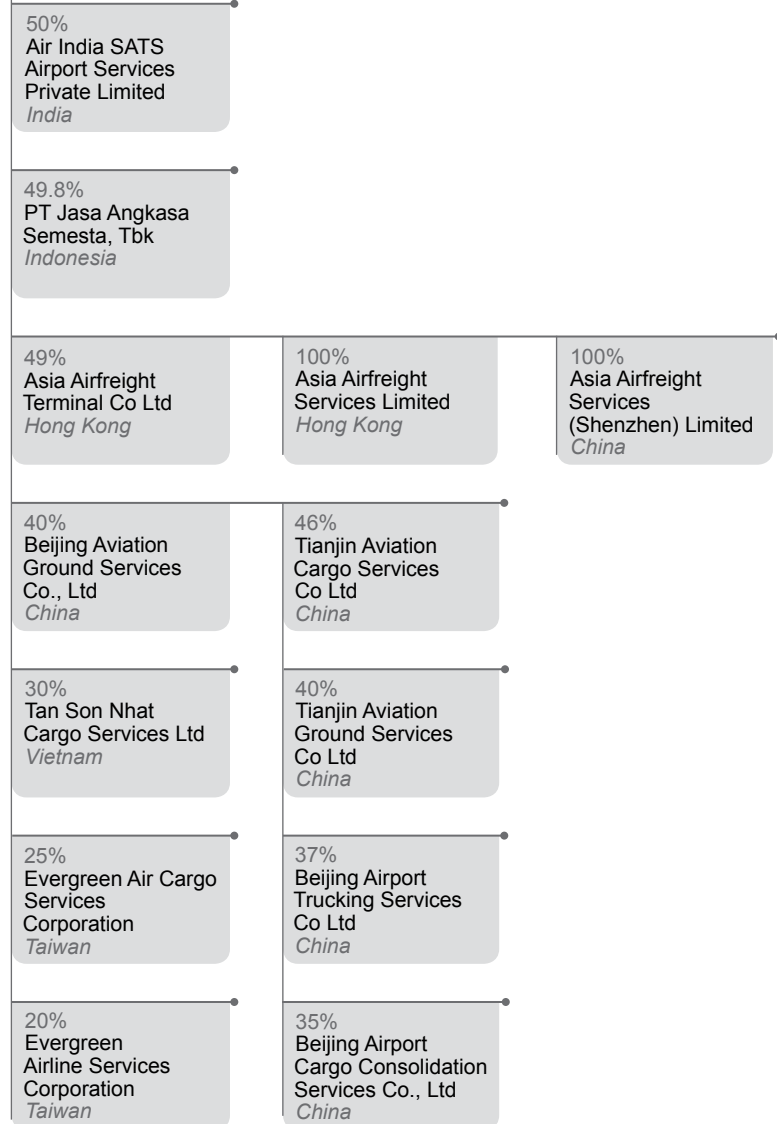 50%
Air India SATS
Airport Services
Private Limited
India
49.8%
PT Jasa Angkasa
Semesta, Tbk
Indonesia
49%
Asia Airfreight
Terminal Co Ltd
Hong Kong
100%
Asia Airfreight
Services Limited
Hong Kong
100%
Asia Airfreight
Services
(Shenzhen) Limited
China
40%
Beijing Aviation
Ground Services
Co., Ltd
China
46%
Tianjin Aviation
Cargo Services
Co Ltd
China
30%
Tan Son Nhat
Cargo Services Ltd
Vietnam
40%
Tianjin Aviation
Ground Services
Co Ltd
China
25%
Evergreen Air Cargo
Services
Corporation
Taiwan
37%
Beijing Airport
Trucking Services
Co Ltd
China
20%
Evergreen
Airline Services
Corporation
Taiwan
35%
Beijing Airport
Cargo Consolidation
Services Co., Ltd
China